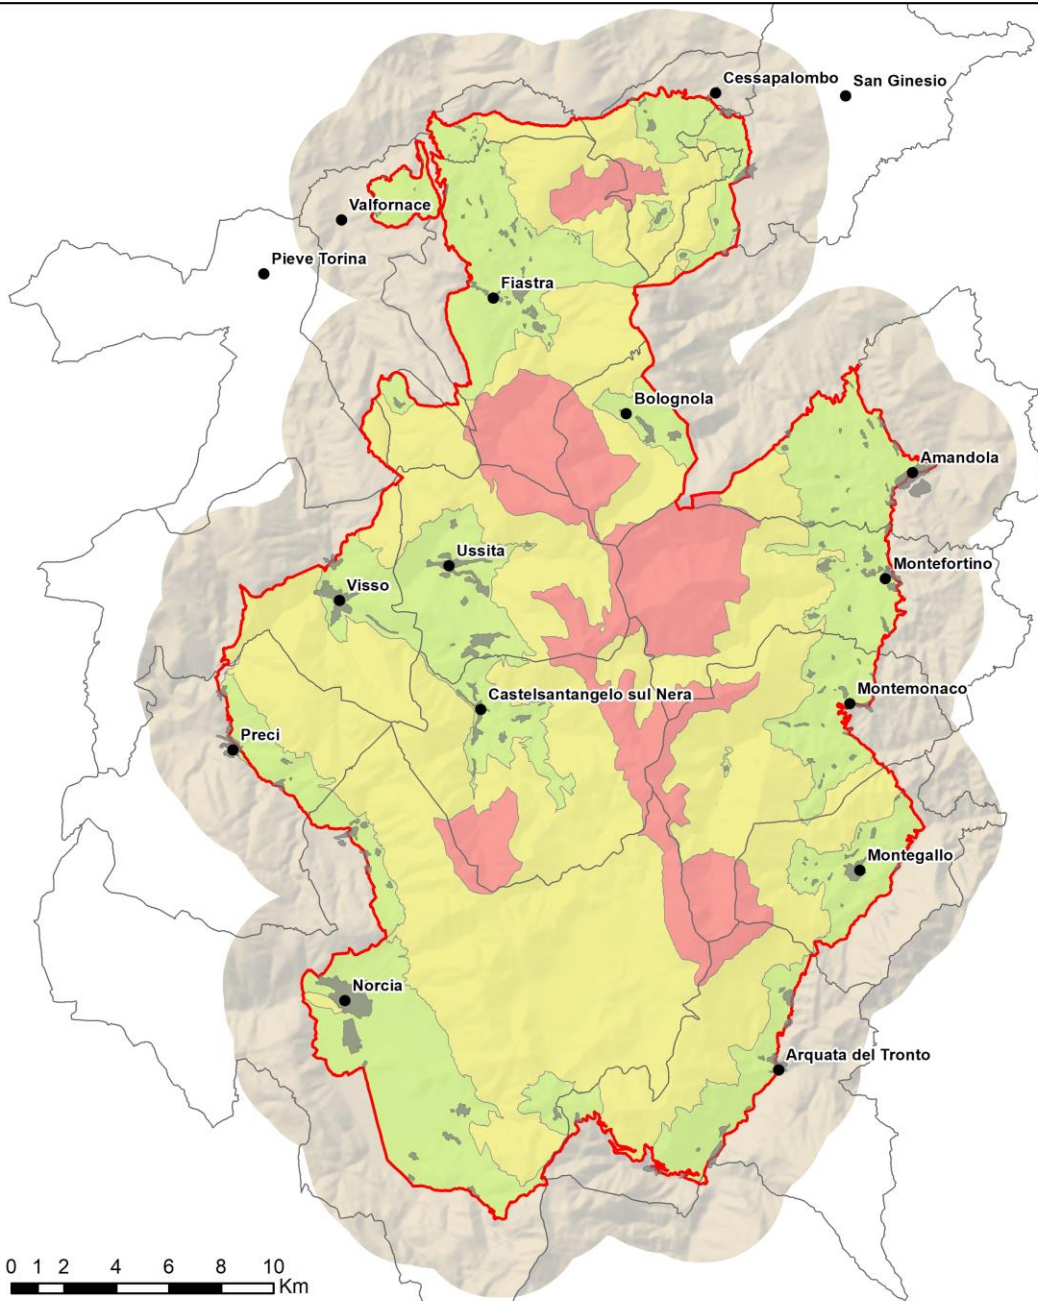 Cessapalombo
San Ginesio
Valfornace
Pieve Torina
Fiastra
Bolognola
Amandola
Ussita
Montefortino
Visso
Montemonaco
Castelsantangelo sul Nera
Preci
Montegallo
Norcia
Arquata del Tronto
0 1 2 4 6 8 10
Km